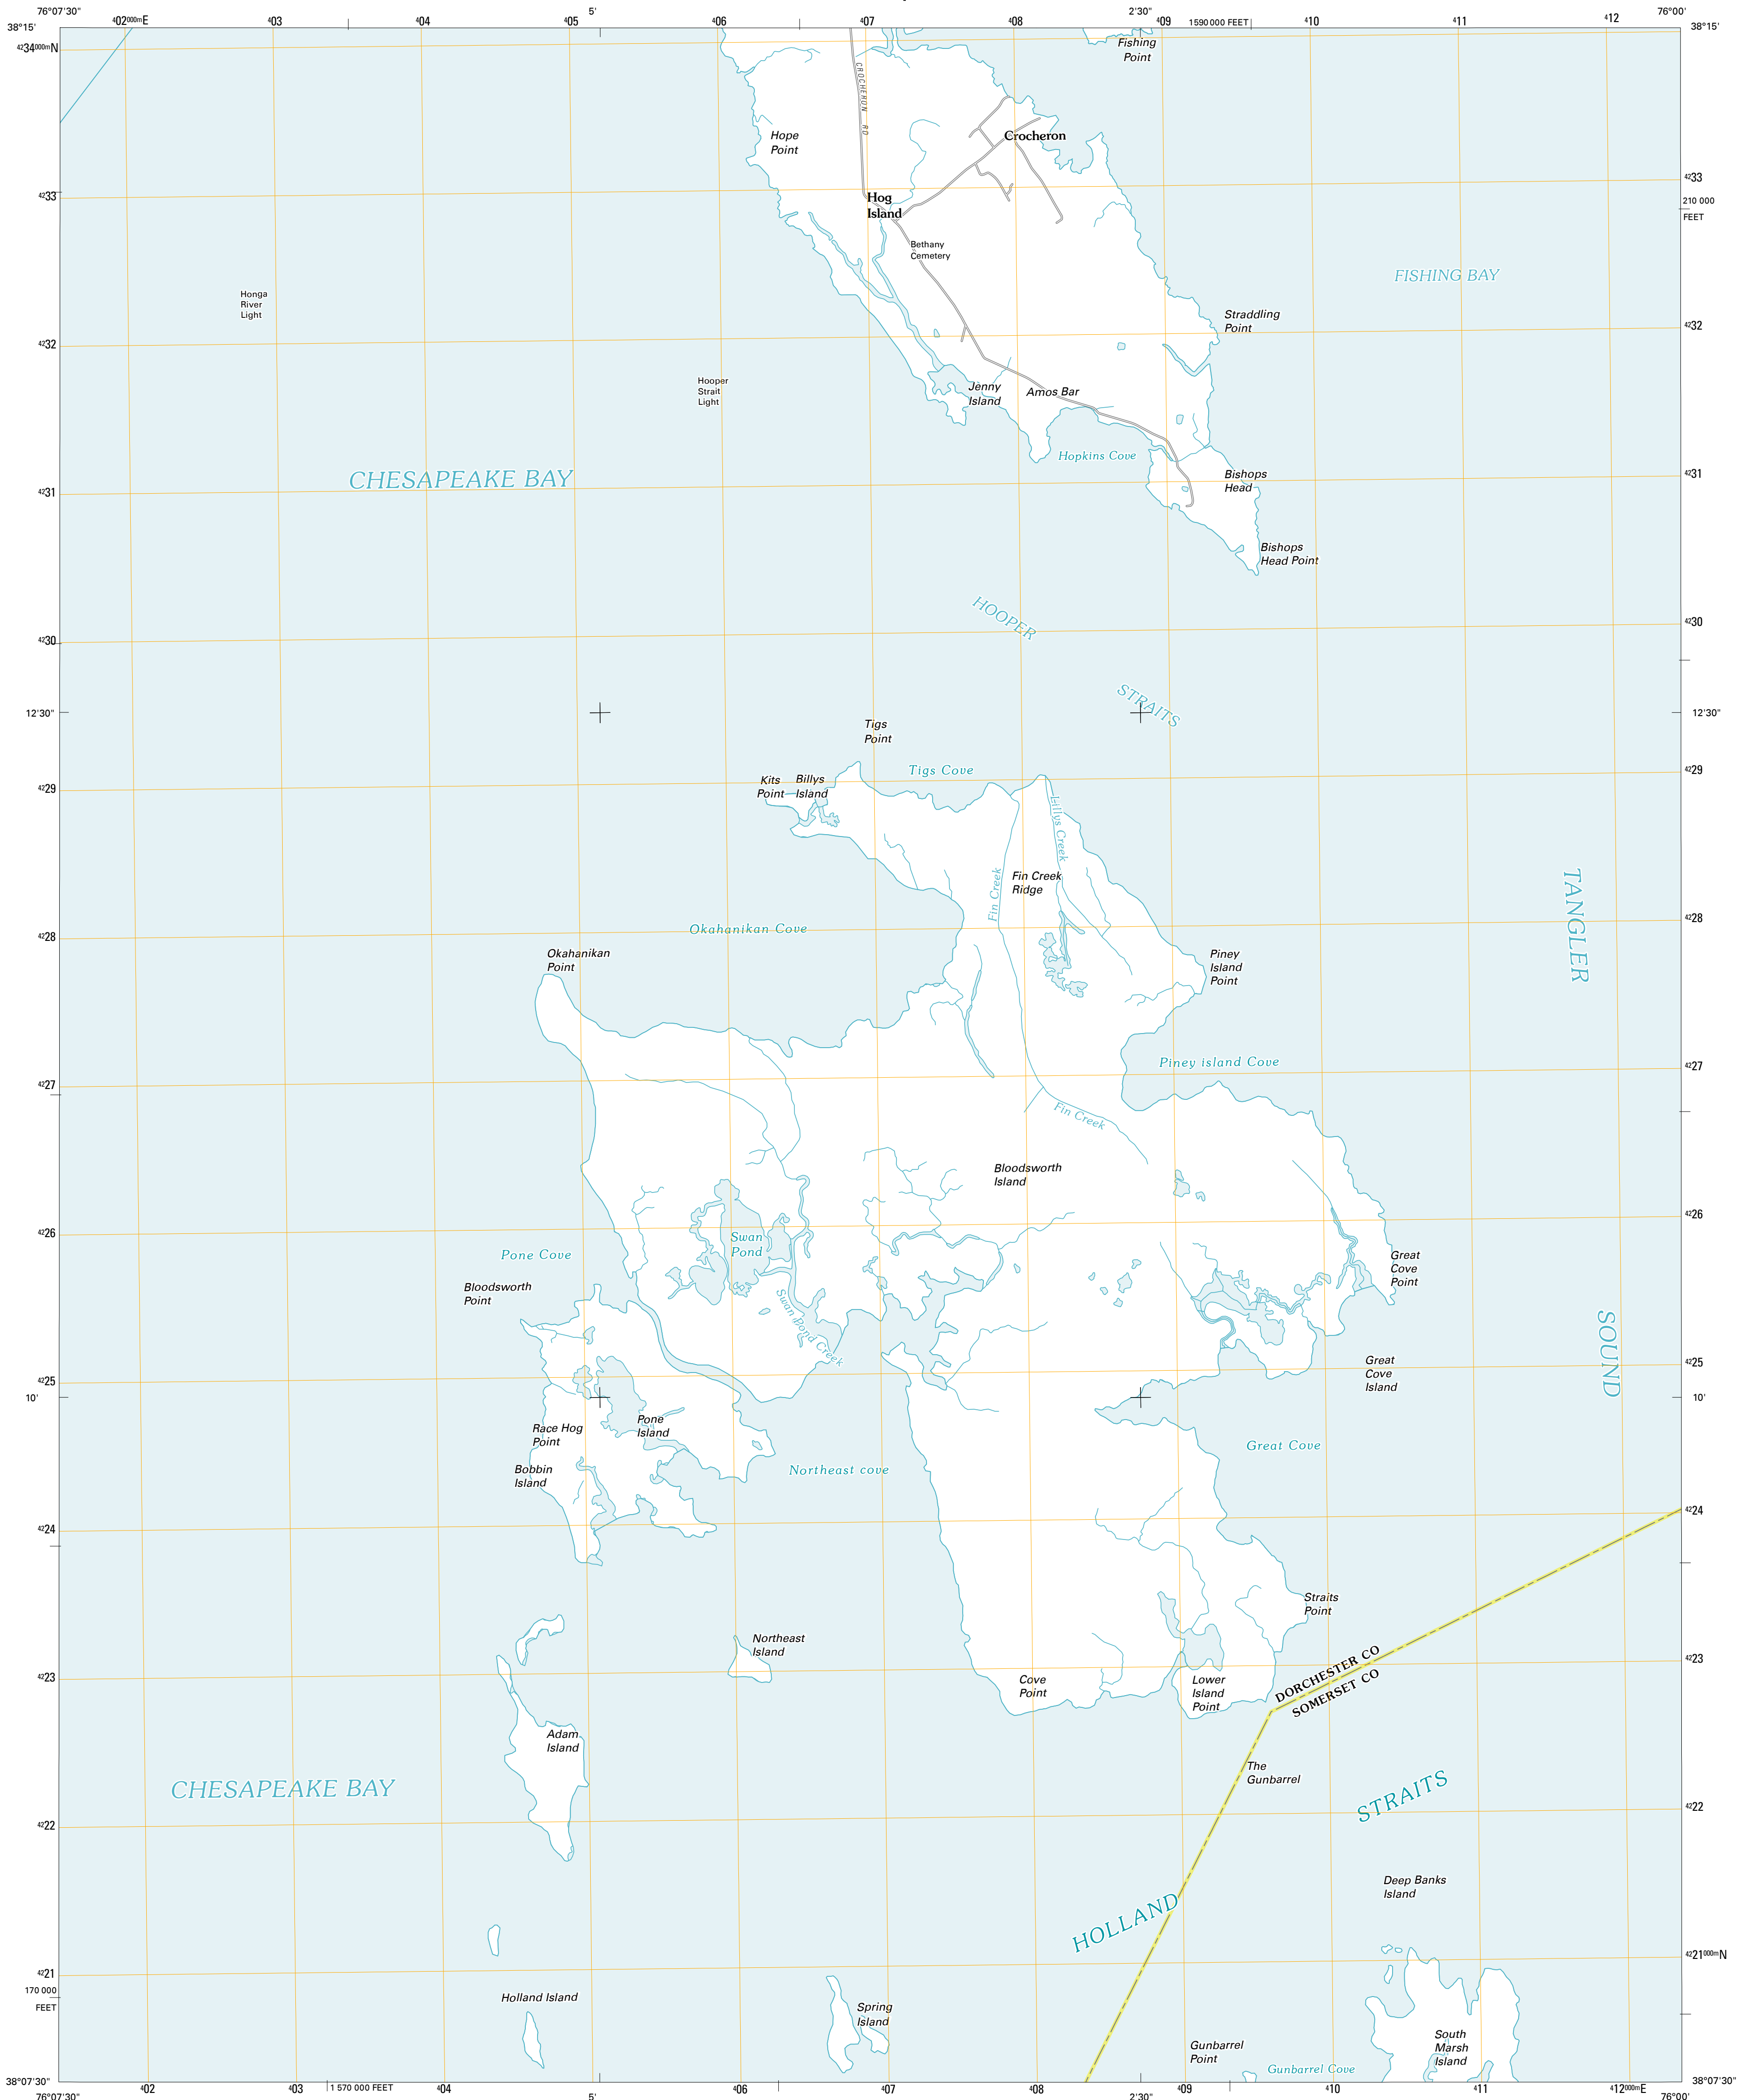 76°07'30"
402000mE
403
404
405
5'
406
407
408
2'30"
409
1590 000 FEET
410
411
412
76°00'
38°15'
38°15'
4234000mN
Fishing
Point
CROCHERON RD
Hope
Point
Crocheron
4233
4233
Hog
Island
210 000
FEET
Bethany
Cemetery
FISHING BAY
Honga
River
Light
Straddling
Point
4232
4232
Hooper
Strait
Light
Jenny
Island
Amos Bar
Hopkins Cove
CHESAPEAKE BAY
Bishops
Head
4231
4231
Bishops
Head Point
HOOPER
4230
4230
STRAITS
12'30"
12'30"
Tigs
Point
Tigs Cove
Kits
Point
Billys
Island
4229
4229
Lillys Creek
Fin Creek
Fin Creek
Ridge
TANGLER
Okahanikan Cove
4228
4228
Okahanikan
Point
Piney
Island
Point
Piney island Cove
4227
4227
Fin Creek
Bloodsworth
Island
4226
4226
Swan
Pond
Pone Cove
Great
Cove
Point
Bloodsworth
Point
Swan Pond Creek
SOUND
4225
4225
Great
Cove
Island
10'
10'
Pone
Island
Race Hog
Point
Great Cove
Bobbin
Island
Northeast cove
4224
4224
Straits
Point
Northeast
Island
4223
4223
DORCHESTER CO
SOMERSET CO
Cove
Point
Lower
Island
Point
Adam
Island
The
Gunbarrel
CHESAPEAKE BAY
STRAITS
4222
4222
Deep Banks
Island
HOLLAND
4221
4221000mN
170 000
FEET
Holland Island
Spring
Island
Gunbarrel
Point
South
Marsh
Island
Gunbarrel Cove
38°07'30"
38°07'30"
76°07'30"
402
403
1 570 000 FEET
404
5'
406
407
408
2'30"
409
410
411
412000mE
76°00'